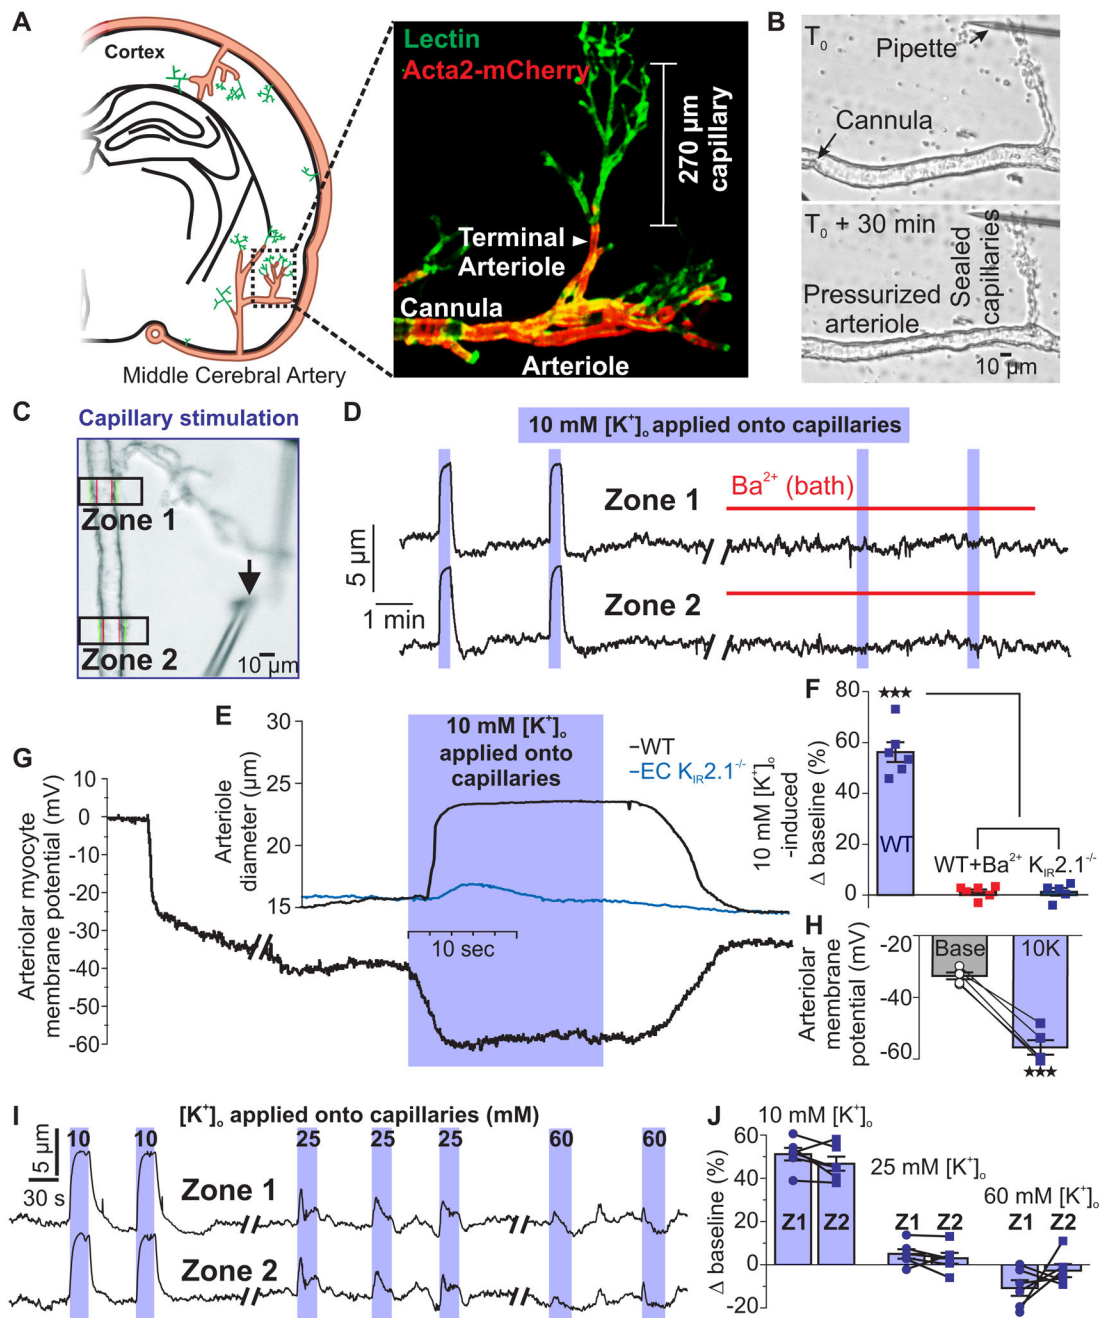 A
Cortex
Middle Cerebral Artery
Lectin
Acta2-mCherry
270 µm
capillary
Terminal
Arteriole
Cannula
Arteriole
B
T₀
Pipette
Cannula
T₀ + 30 min
Sealed
capillaries
Pressurized
arteriole
10 µm
C
Capillary stimulation
Zone 1
Zone 2
10 µm
D
10 mM [K⁺]ₒ applied onto capillaries
Zone 1
Ba²⁺ (bath)
5 µm
1 min
Zone 2
E
30
25
20
15
Arteriole
diameter (µm)
10 mM [K⁺]ₒ
applied onto
capillaries
–WT
–EC K_IR2.1⁻/⁻
10 sec
F
80
60
40
20
0
10 mM [K⁺]ₒ
-induced
Δ baseline (%)
★★★
WT
WT+Ba²⁺ K_IR2.1⁻/⁻
G
10
0
-10
-20
-30
-40
-50
-60
Arteriolar myocyte
membrane potential (mV)
H
-20
-40
-60
Arteriolar
membrane
potential (mV)
Base
10K
★★★
I
[K⁺]ₒ applied onto capillaries (mM)
5 µm
30 s
10 10 25 25 25 60 60
Zone 1
Zone 2
J
10 mM [K⁺]ₒ
25 mM [K⁺]ₒ
60 mM [K⁺]ₒ
60
40
20
0
-20
Δ baseline (%)
Z1 Z2
Z1 Z2
Z1 Z2